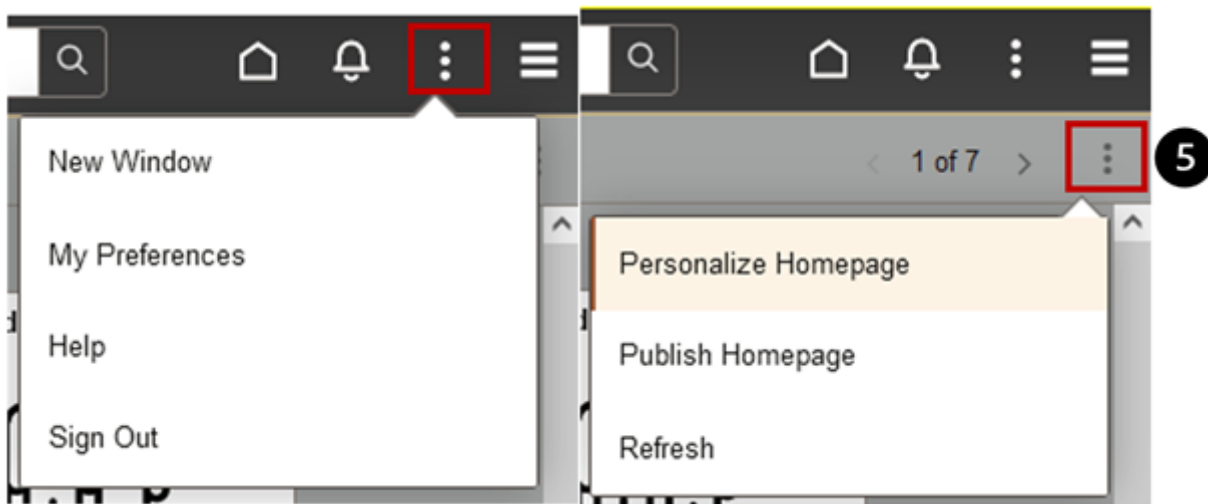 New Window
My Preferences
Help
Sign Out
1 of 7
5
Personalize Homepage
Publish Homepage
Refresh